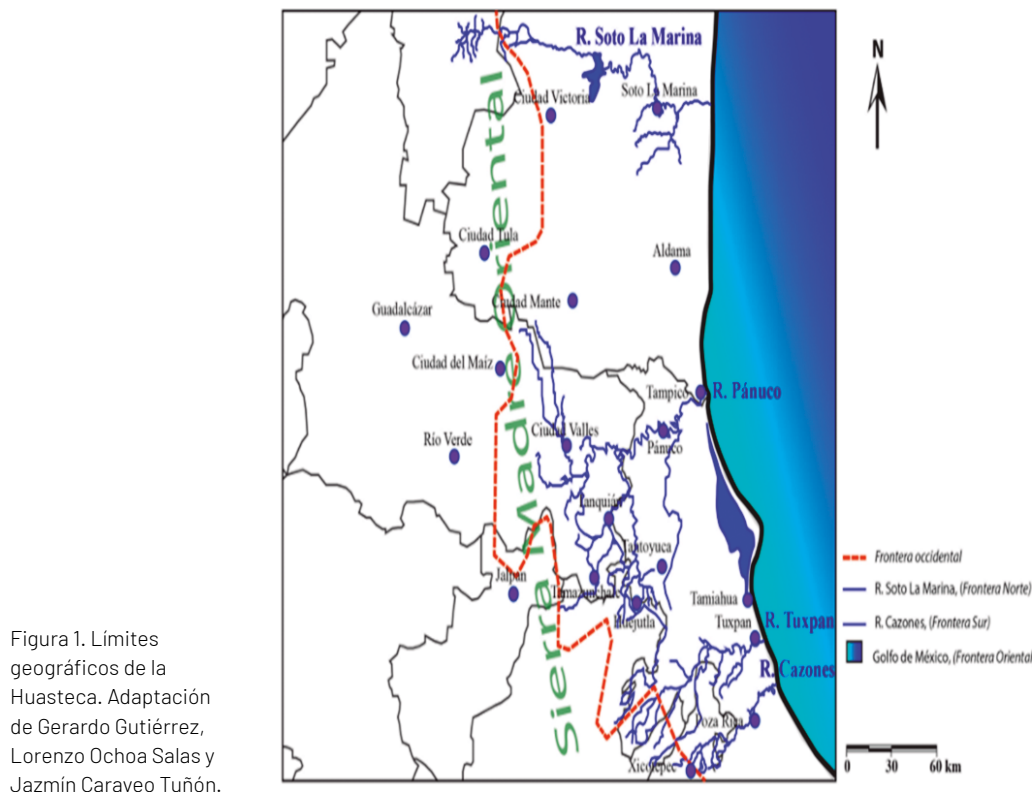 R. Soto La Marina
N
Ciudad Victoria
Soto La Marina
Sierra Madre Oriental
Ciudad Tula
Aldama
Guadalcázar
Ciudad Mante
Ciudad del Maíz
Tampico
R. Pánuco
Río Verde
Ciudad Valles
Pánuco
Tanquián
Tantoyuca
Jalpan
Tamazunchale
Huejutla
Tamiahua
Tuxpan
R. Tuxpan
R. Cazones
Poza Rica
Xicotepec
Frontera occidental
R. Soto La Marina, (Frontera Norte)
R. Cazones, (Frontera Sur)
Golfo de México, (Frontera Oriental
0 30 60 km
Figura 1. Límites
geográficos de la
Huasteca. Adaptación
de Gerardo Gutiérrez,
Lorenzo Ochoa Salas y
Jazmín Caraveo Tuñón.